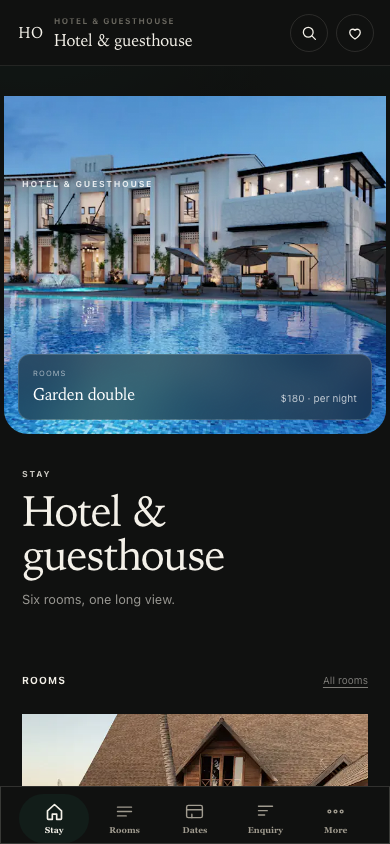 HO
HOTEL & GUESTHOUSE
Hotel & guesthouse
HOTEL & GUESTHOUSE
ROOMS
Garden double
$180 · per night
STAY
Hotel &
guesthouse
Six rooms, one long view.
ROOMS
All rooms
Stay
Rooms
Dates
Enquiry
More